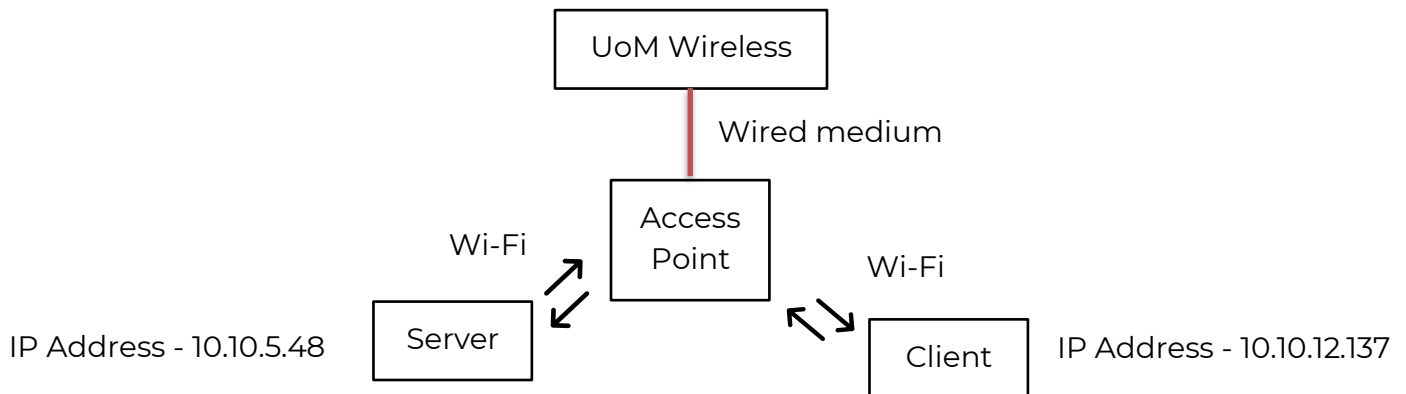 UoM Wireless
Wired medium
Access
Point
Wi-Fi
Wi-Fi
IP Address - 10.10.5.48
Server
Client
IP Address - 10.10.12.137